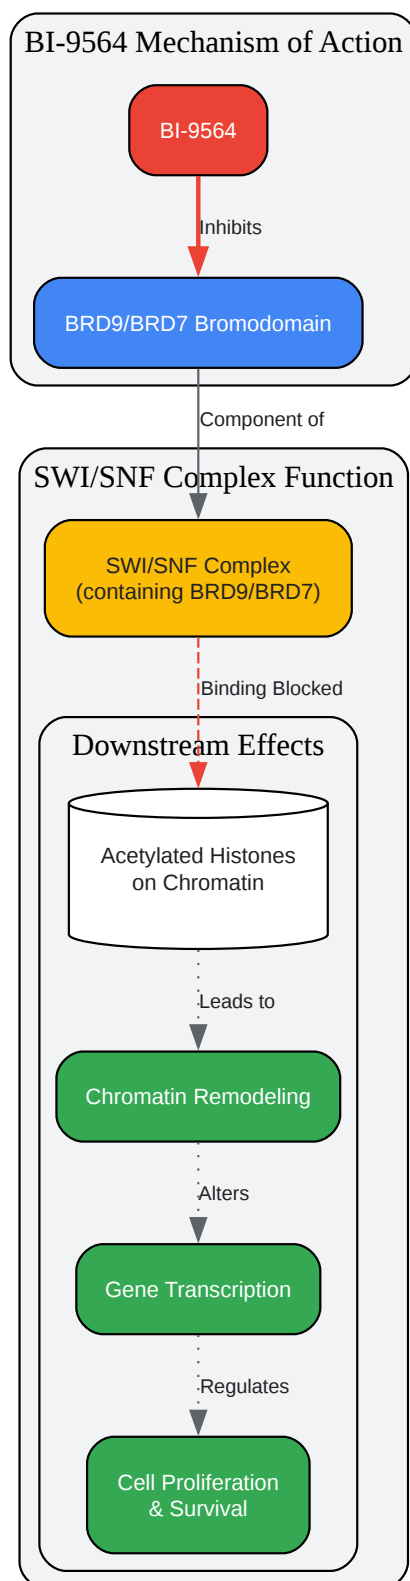 BI-9564 Mechanism of Action
BI-9564
Inhibits
BRD9/BRD7 Bromodomain
Component of
SWI/SNF Complex Function
SWI/SNF Complex
(containing BRD9/BRD7)
Binding Blocked
Downstream Effects
Acetylated Histones
on Chromatin
Leads to
Chromatin Remodeling
Alters
Gene Transcription
Regulates
Cell Proliferation
& Survival